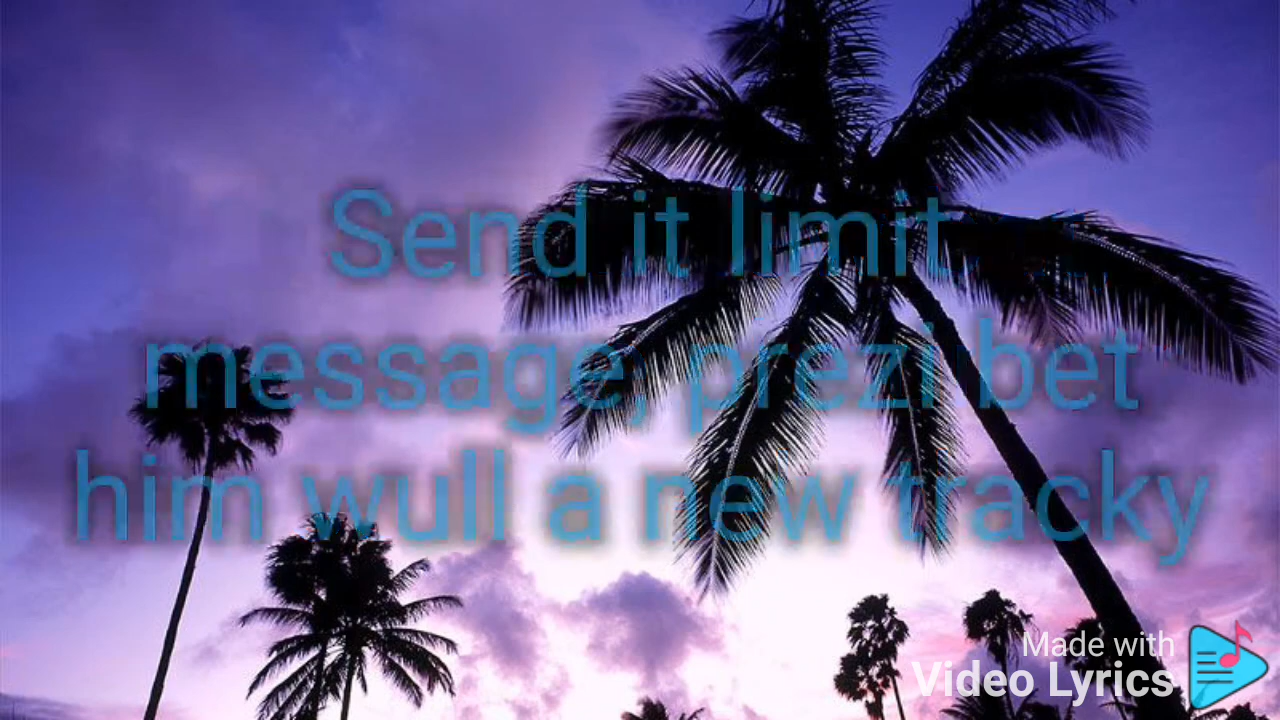 Send it limit
message, prezi bet
him wull a new tracky
Made with
Video Lyrics